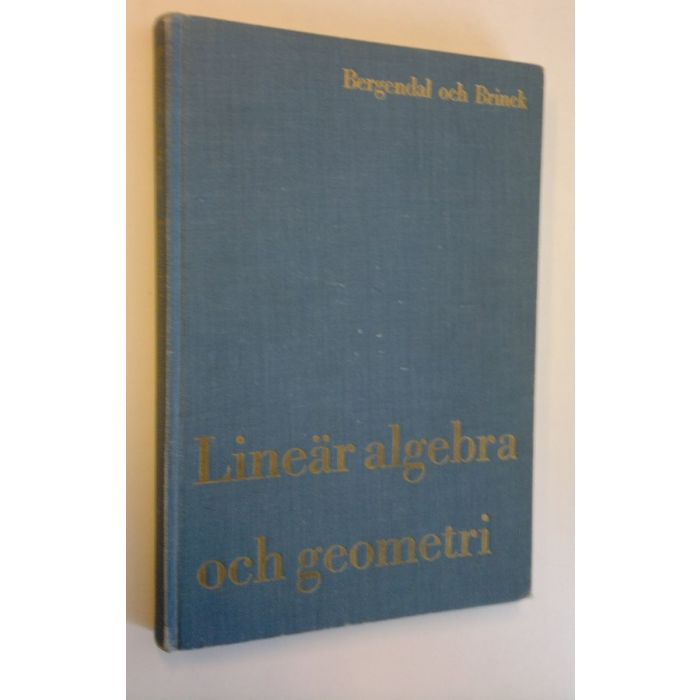 Bergendal och Brinck
Lineär algebra
och geometri